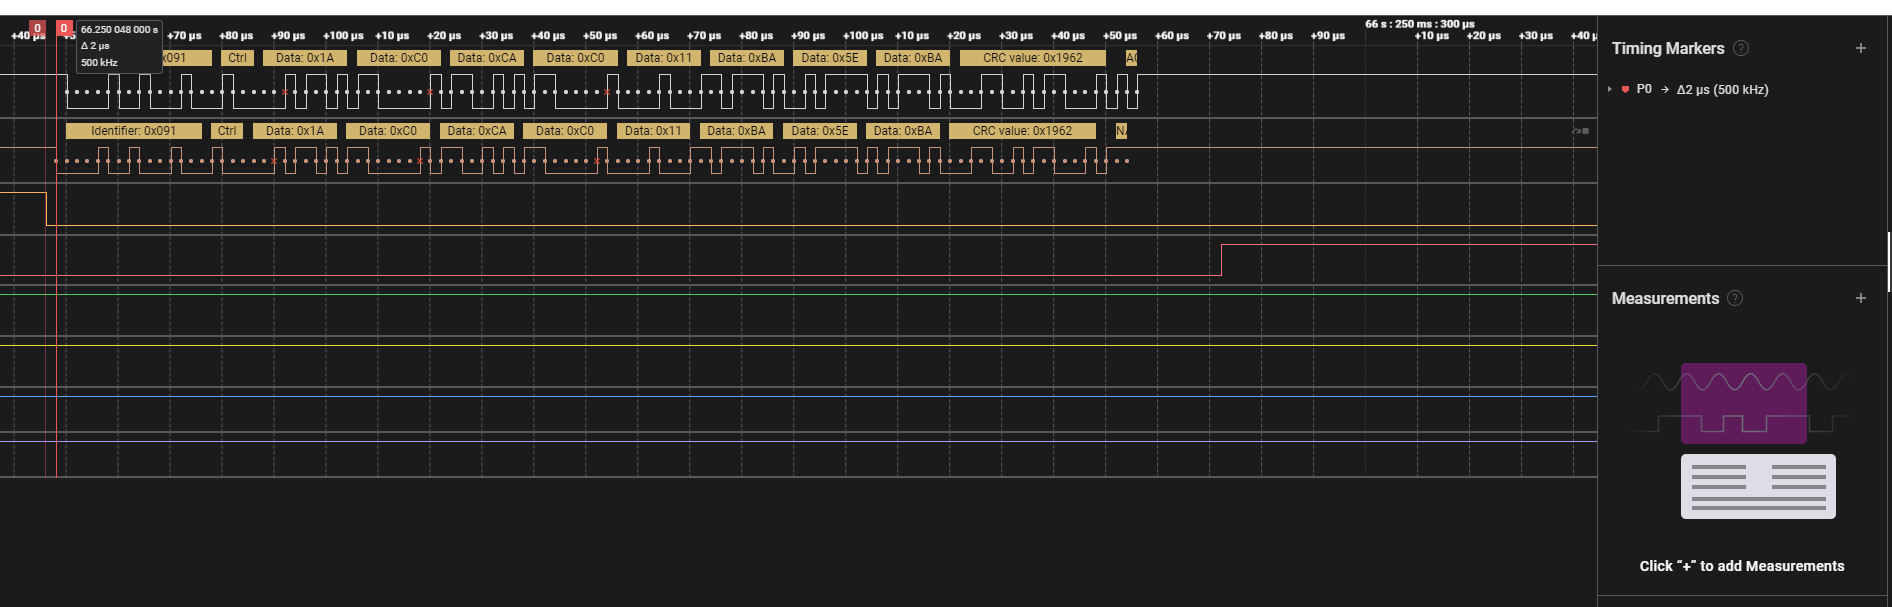 66 s : 250 ms : 300 µs
0
0
66.250 048 000 s
Δ 2 µs
500 kHz
+40 µs +70 µs +80 µs +90 µs +100 µs +10 µs +20 µs +30 µs +40 µs +50 µs +60 µs +70 µs +80 µs +90 µs +100 µs +10 µs +20 µs +30 µs +40 µs +50 µs +60 µs +70 µs +80 µs +90 µs +10 µs +20 µs +30 µs +40 µ
x091 Ctrl Data: 0x1A Data: 0xC0 Data: 0xCA Data: 0xC0 Data: 0x11 Data: 0xBA Data: 0x5E Data: 0xBA CRC value: 0x1962 AC
Identifier: 0x091 Ctrl Data: 0x1A Data: 0xC0 Data: 0xCA Data: 0xC0 Data: 0x11 Data: 0xBA Data: 0x5E Data: 0xBA CRC value: 0x1962 NA
Timing Markers ? +
P0 → Δ2 µs (500 kHz)
Measurements ? +
Click “+” to add Measurements